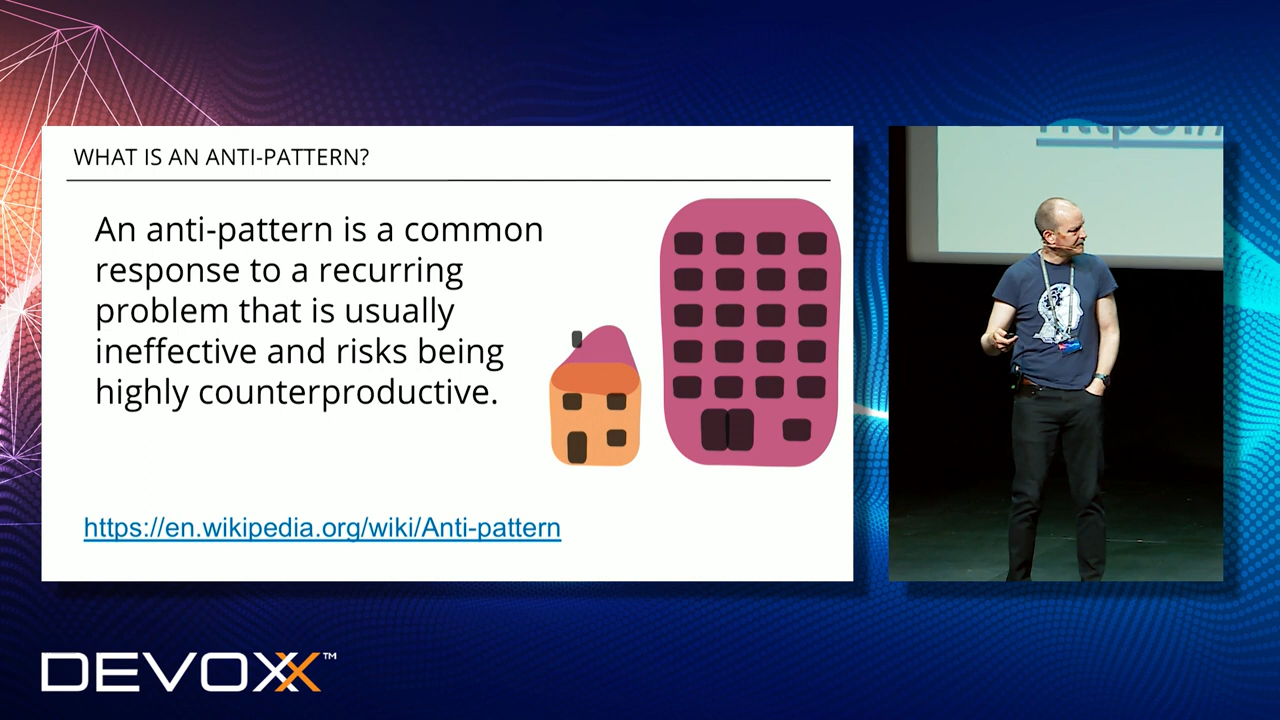 WHAT IS AN ANTI-PATTERN?
An anti-pattern is a common
response to a recurring
problem that is usually
ineffective and risks being
highly counterproductive.
https://en.wikipedia.org/wiki/Anti-pattern
DEVOXX™